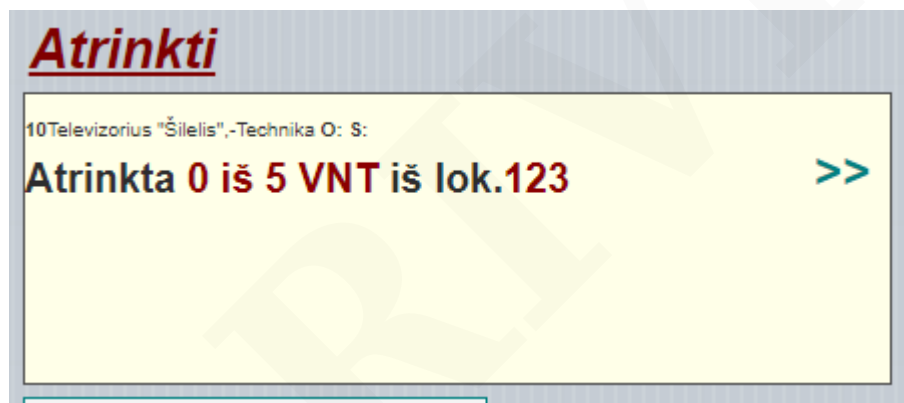 Atrinkti
10Televizorius "Šilelis",-Technika O: S:
Atrinkta 0 iš 5 VNT iš lok.123 >>